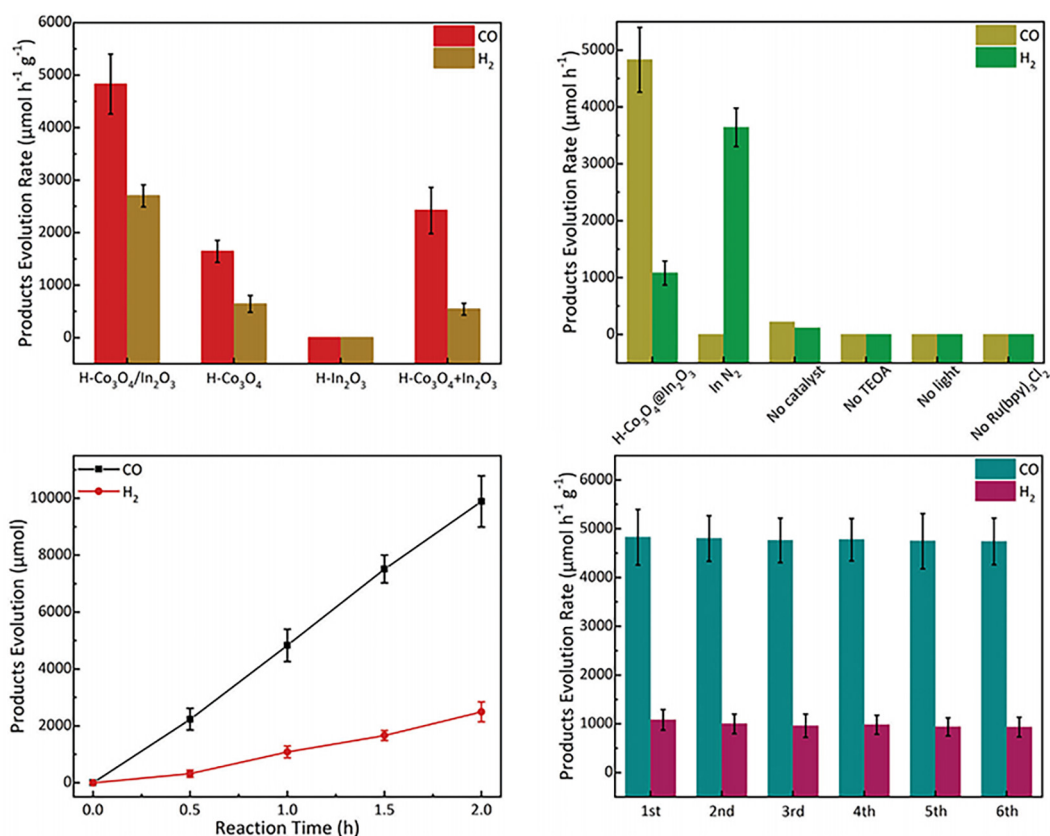 Products Evolution Rate (μmol h⁻¹ g⁻¹)
6000
5000
4000
3000
2000
1000
0
CO
H₂
H-Co₃O₄/In₂O₃ H-Co₃O₄ H-In₂O₃ H-Co₃O₄+In₂O₃
Products Evolution Rate (μmol h⁻¹)
5000
4000
3000
2000
1000
0
CO
H₂
H-Co₃O₄@In₂O₃ In N₂ No catalyst No TEOA No light No Ru(bpy)₃Cl₂
Products Evolution (μmol)
10000
8000
6000
4000
2000
0
CO
H₂
0.0 0.5 1.0 1.5 2.0
Reaction Time (h)
Products Evolution Rate (μmol h⁻¹ g⁻¹)
6000
5000
4000
3000
2000
1000
0
CO
H₂
1st 2nd 3rd 4th 5th 6th